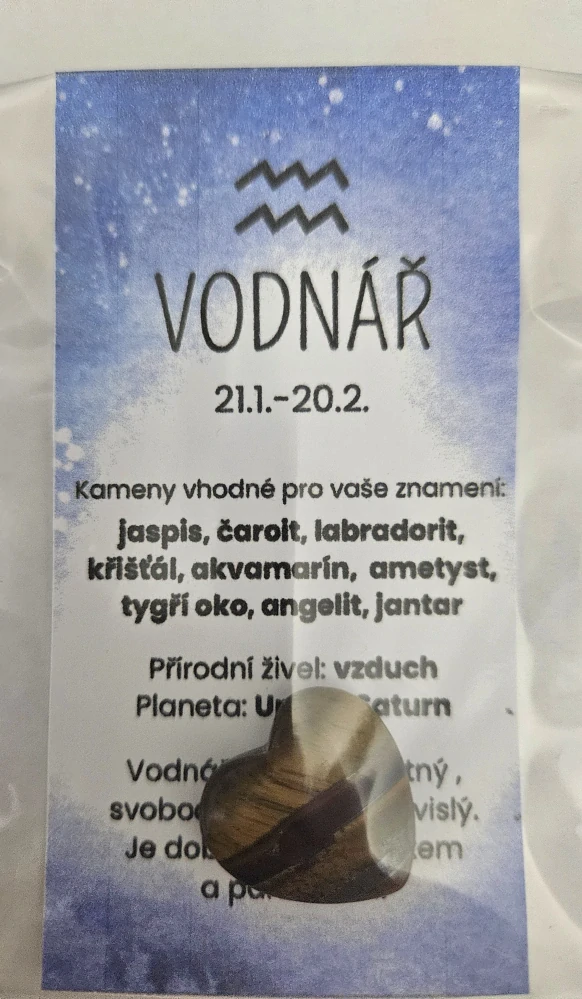 VODNÁŘ
21.1.-20.2.
Kameny vhodné pro vaše znamení:
jaspis, čaroit, labradorit,
křišťál, akvamarín, ametyst,
tygří oko, angelit, jantar
Přírodní živel: vzduch
Planeta:
Je
a